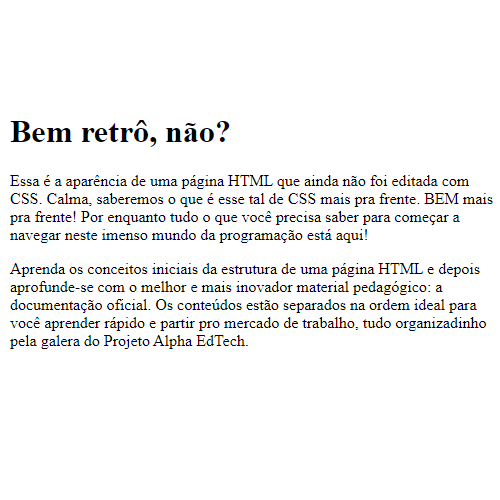 Bem retrô, não?
Essa é a aparência de uma página HTML que ainda não foi editada com
CSS. Calma, saberemos o que é esse tal de CSS mais pra frente. BEM mais
pra frente! Por enquanto tudo o que você precisa saber para começar a
navegar neste imenso mundo da programação está aqui!
Aprenda os conceitos iniciais da estrutura de uma página HTML e depois
aprofunde-se com o melhor e mais inovador material pedagógico: a
documentação oficial. Os conteúdos estão separados na ordem ideal para
você aprender rápido e partir pro mercado de trabalho, tudo organizadinho
pela galera do Projeto Alpha EdTech.